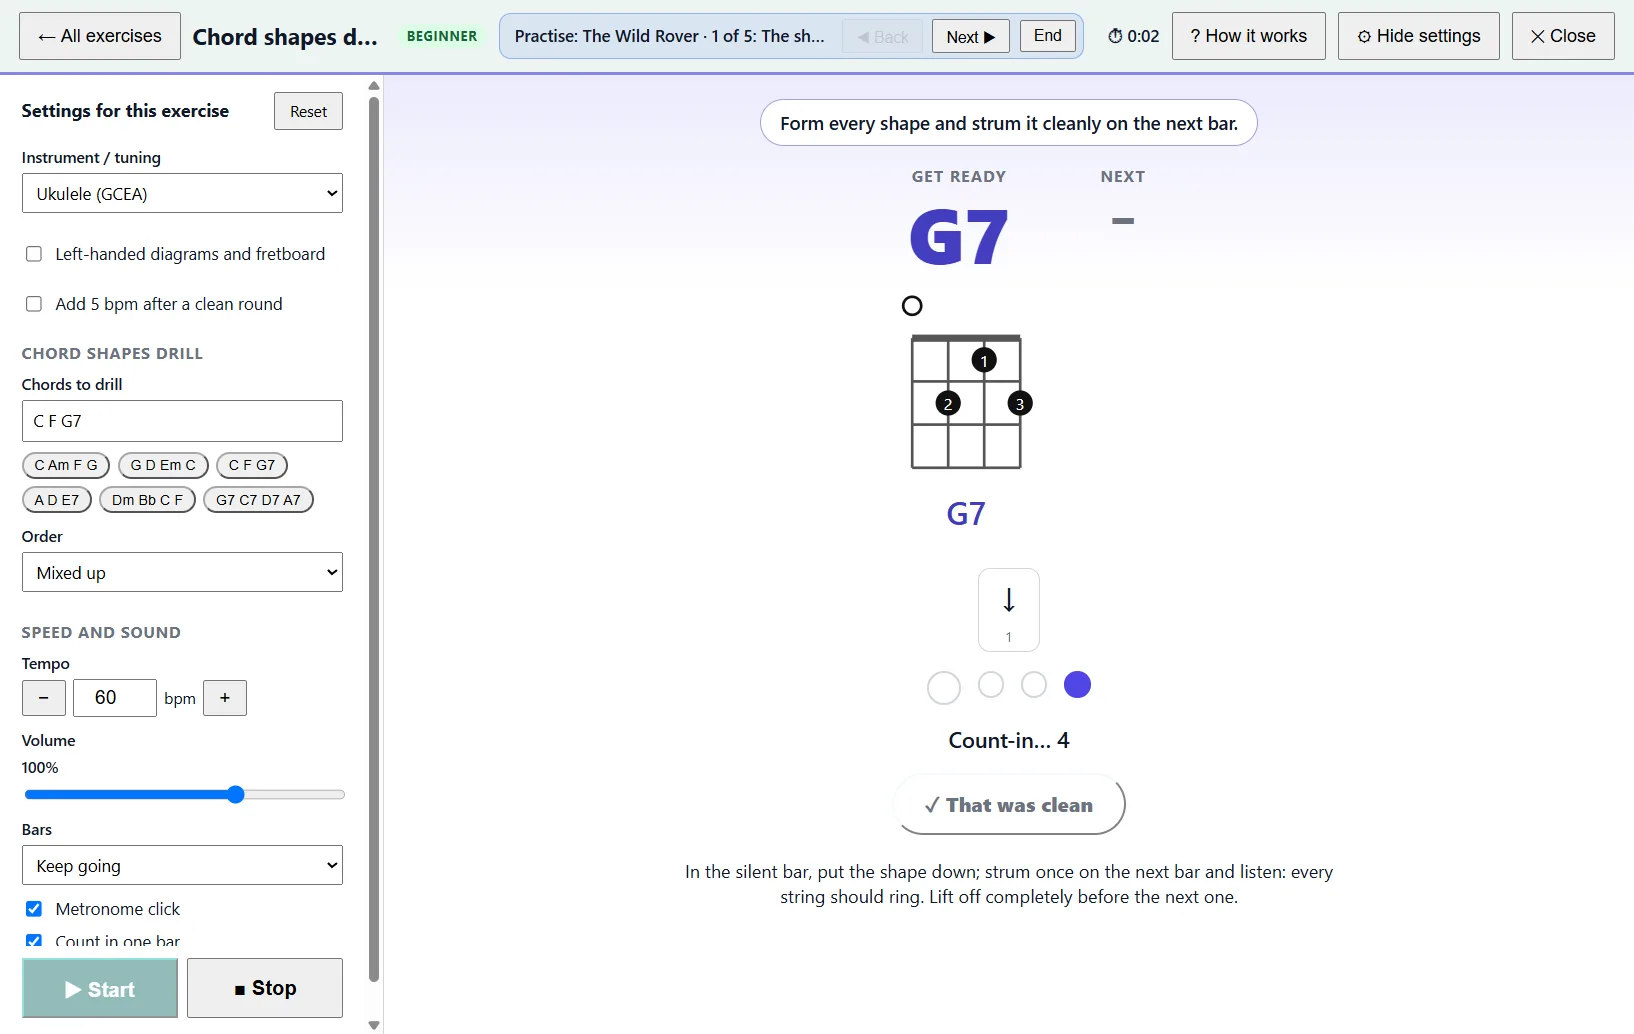 ← All exercises
Chord shapes d...
BEGINNER
Practise: The Wild Rover · 1 of 5: The sh...
◀ Back
Next ▶
End
⏱ 0:02
? How it works
⚙ Hide settings
✕ Close
Settings for this exercise
Reset
Instrument / tuning
Ukulele (GCEA)
Left-handed diagrams and fretboard
Add 5 bpm after a clean round
CHORD SHAPES DRILL
Chords to drill
C F G7
C Am F G
G D Em C
C F G7
A D E7
Dm Bb C F
G7 C7 D7 A7
Order
Mixed up
SPEED AND SOUND
Tempo
−
60
bpm
+
Volume
100%
Bars
Keep going
Metronome click
Count in one bar
▶ Start
■ Stop
Form every shape and strum it cleanly on the next bar.
GET READY
NEXT
G7
–
1
2
3
G7
↓
1
Count-in... 4
✓ That was clean
In the silent bar, put the shape down; strum once on the next bar and listen: every
string should ring. Lift off completely before the next one.